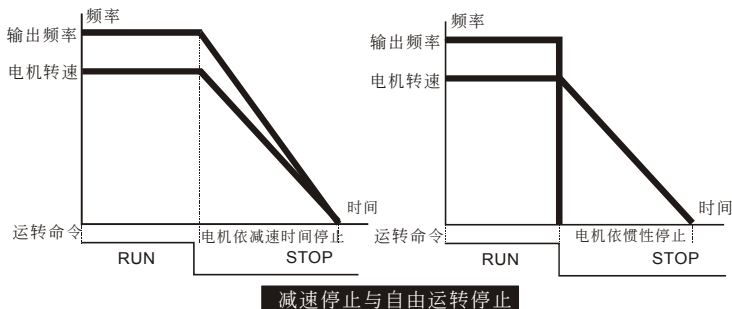 频率
输出频率
电机转速
时间
运转命令
电机依减速时间停止
RUN
STOP
频率
输出频率
电机转速
时间
运转命令
电机依惯性停止
RUN
STOP
减速停止与自由运转停止